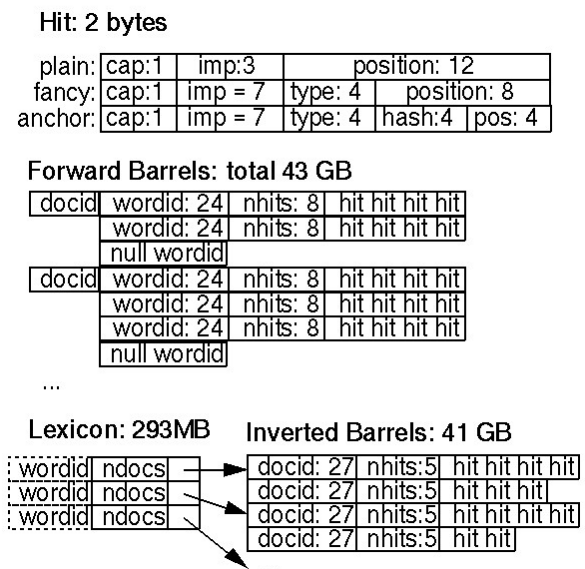 Hit: 2 bytes
plain: cap:1 imp:3 position: 12
fancy: cap:1 imp = 7 type: 4 position: 8
anchor: cap:1 imp = 7 type: 4 hash:4 pos: 4
Forward Barrels: total 43 GB
docid wordid: 24 nhits: 8 hit hit hit hit
wordid: 24 nhits: 8 hit hit hit hit
null wordid
docid wordid: 24 nhits: 8 hit hit hit hit
wordid: 24 nhits: 8 hit hit hit hit
wordid: 24 nhits: 8 hit hit hit hit
null wordid
...
Lexicon: 293MB Inverted Barrels: 41 GB
wordid ndocs docid: 27 nhits:5 hit hit hit hit
wordid ndocs docid: 27 nhits:5 hit hit hit
wordid ndocs docid: 27 nhits:5 hit hit hit hit
docid: 27 nhits:5 hit hit